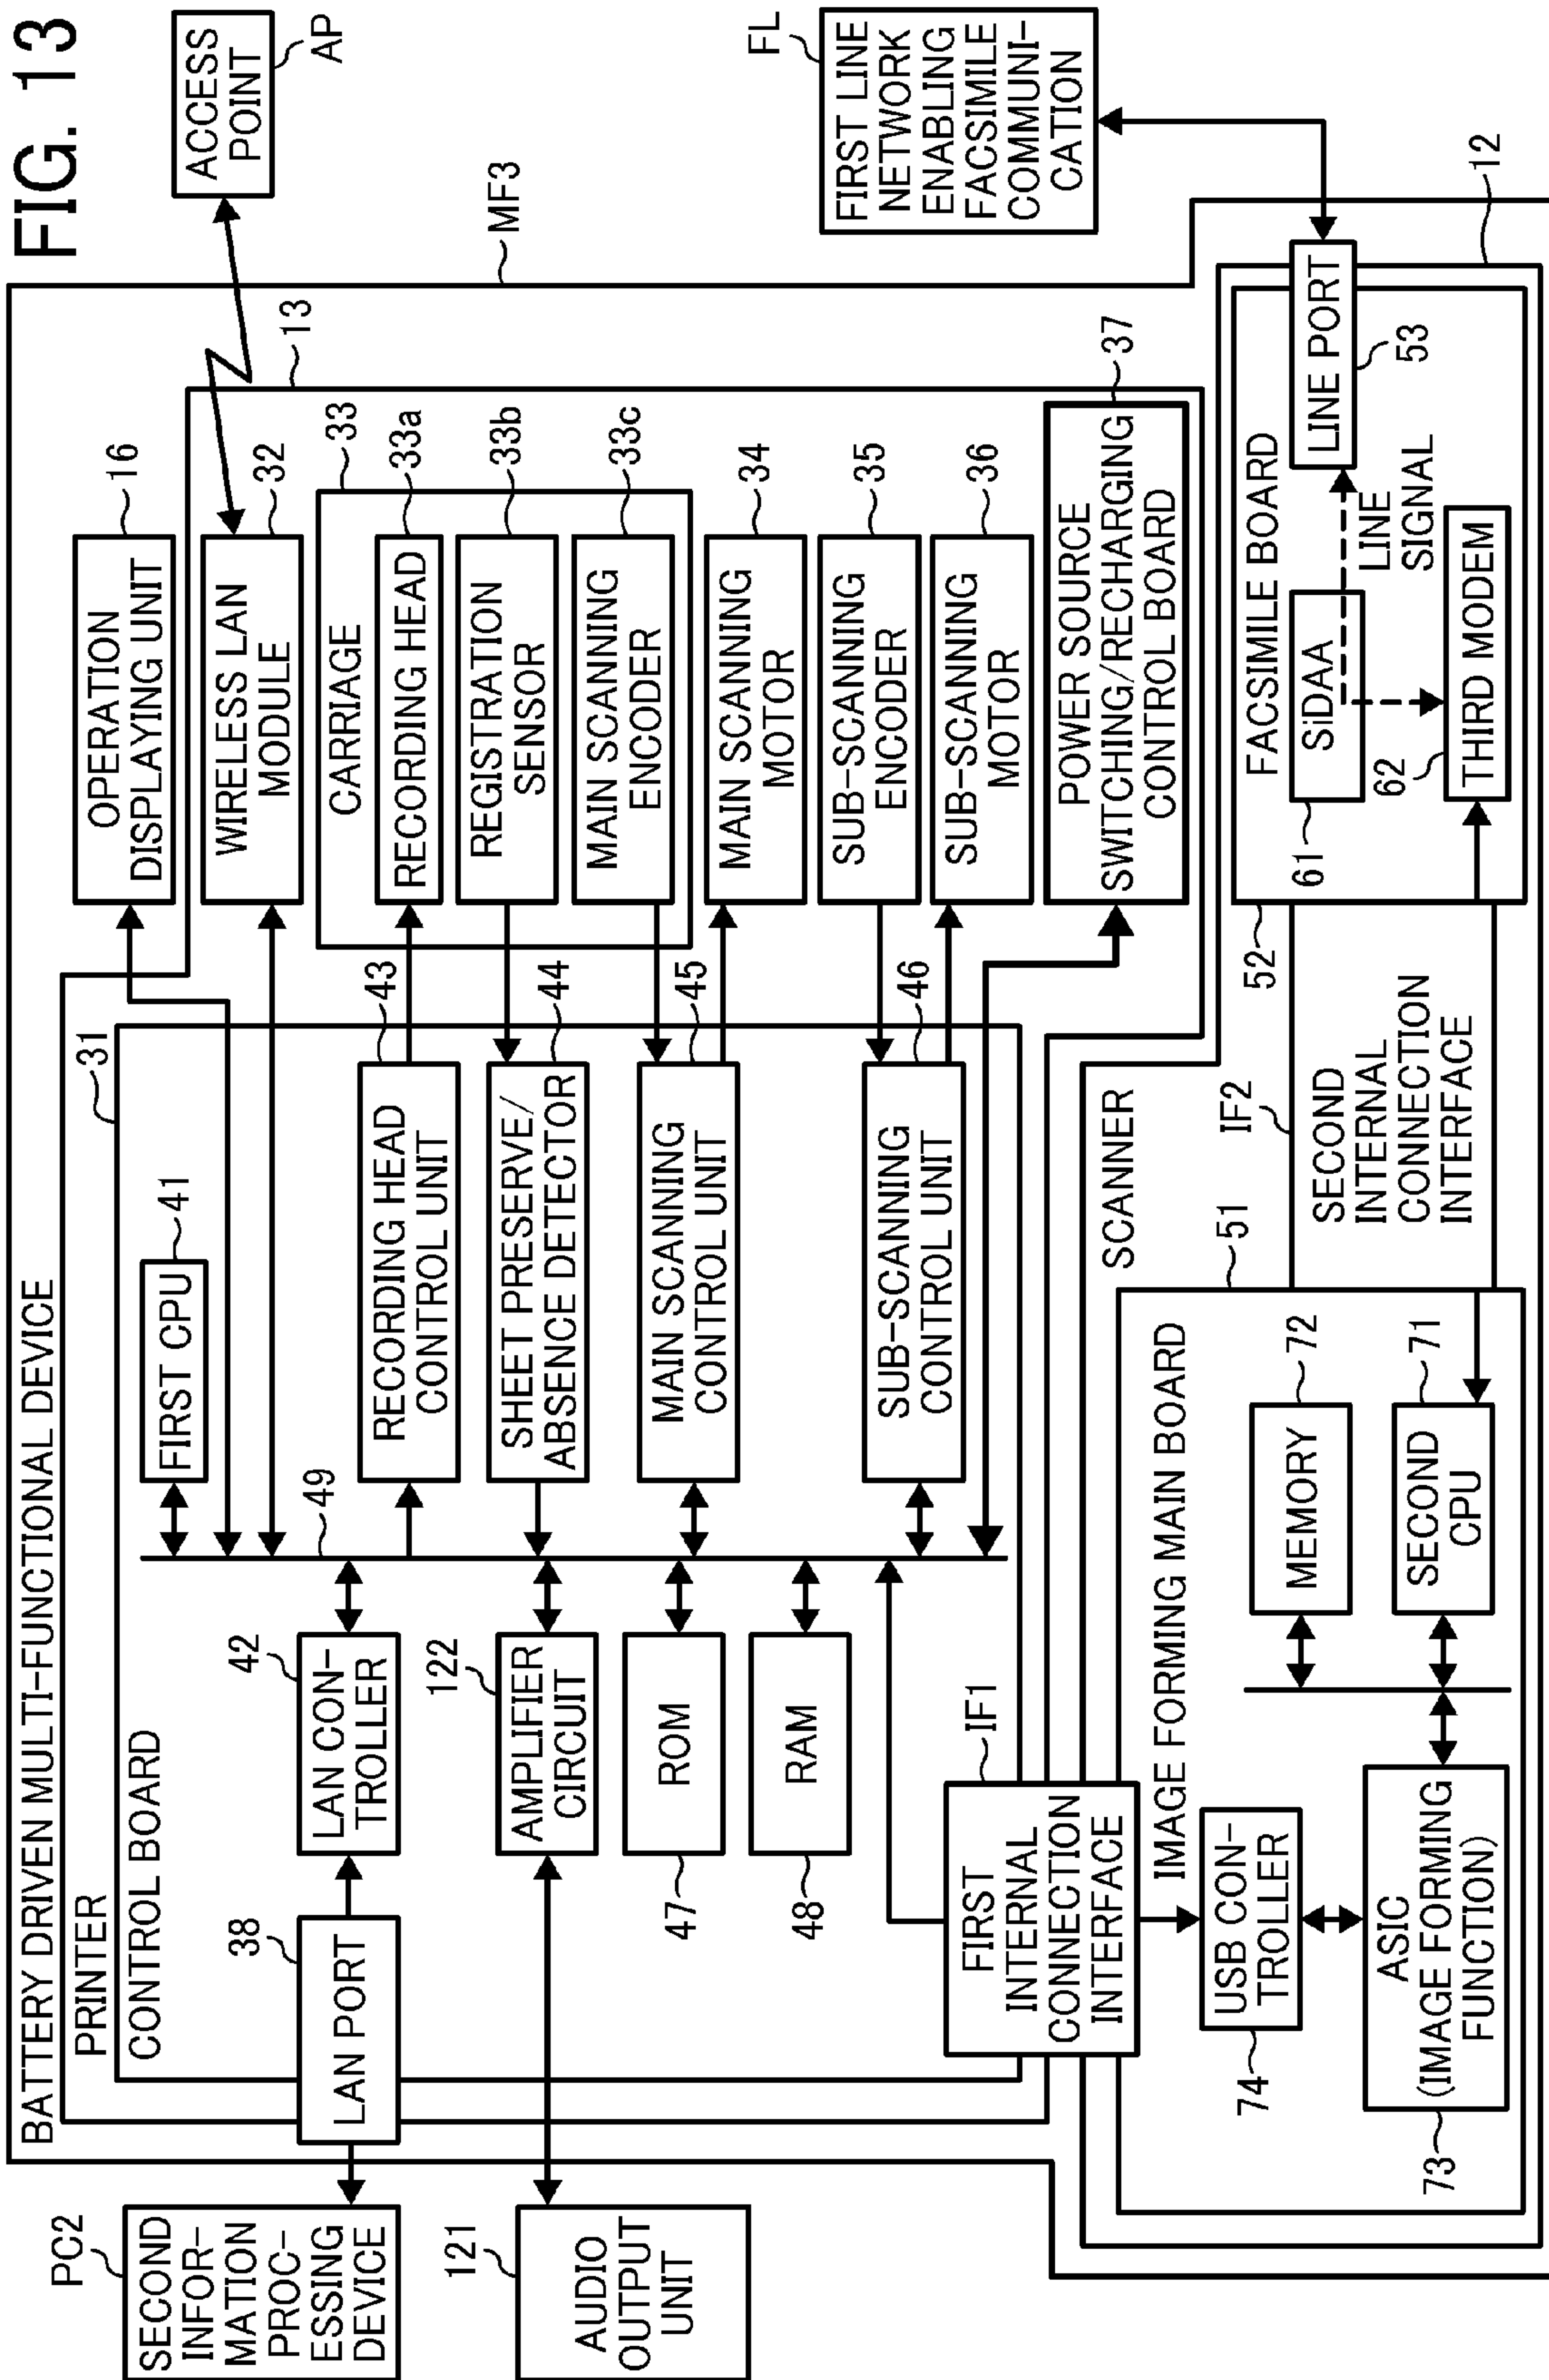 FIG. 13
BATTERY DRIVEN MULTI-FUNCTIONAL DEVICE
MF3
PRINTER
13
CONTROL BOARD
31
PC2
SECOND
INFOR-
MATION
PROC-
ESSING
DEVICE
38
LAN PORT
42
LAN CON-
TROLLER
121
AUDIO
OUTPUT
UNIT
122
AMPLIFIER
CIRCUIT
ROM
47
RAM
48
49
FIRST CPU
41
RECORDING HEAD
CONTROL UNIT
43
SHEET PRESERVE/
ABSENCE DETECTOR
44
MAIN SCANNING
CONTROL UNIT
45
SUB-SCANNING
CONTROL UNIT
46
OPERATION
DISPLAYING UNIT
16
WIRELESS LAN
MODULE
32
CARRIAGE
33
RECORDING HEAD
33a
REGISTRATION
SENSOR
33b
MAIN SCANNING
ENCODER
33c
MAIN SCANNING
MOTOR
34
SUB-SCANNING
ENCODER
35
SUB-SCANNING
MOTOR
36
POWER SOURCE
SWITCHING/RECHARGING
CONTROL BOARD
37
ACCESS
POINT
AP
FL
FIRST LINE
NETWORK
ENABLING
FACSIMILE
COMMUNI-
CATION
FIRST
INTERNAL
CONNECTION
INTERFACE
IF1
SCANNER
12
IMAGE FORMING MAIN BOARD
51
USB CON-
TROLLER
74
ASIC
(IMAGE FORMING
FUNCTION)
73
MEMORY
72
SECOND
CPU
71
IF2
SECOND
INTERNAL
CONNECTION
INTERFACE
52
FACSIMILE BOARD
SiDAA
61
LINE PORT
53
LINE
SIGNAL
62
THIRD MODEM